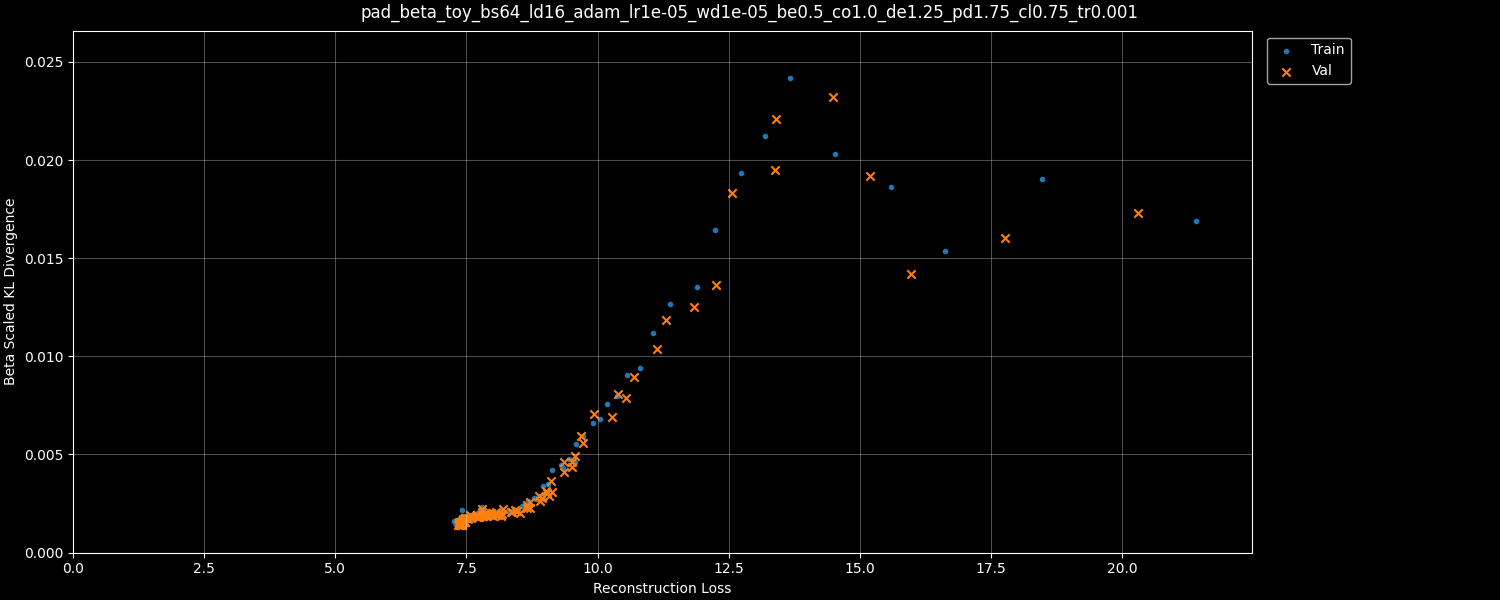 pad_beta_toy_bs64_ld16_adam_lr1e-05_wd1e-05_be0.5_co1.0_de1.25_pd1.75_cl0.75_tr0.001
Train
Val
0.025
0.020
0.015
0.010
0.005
0.000
Beta Scaled KL Divergence
0.0 2.5 5.0 7.5 10.0 12.5 15.0 17.5 20.0
Reconstruction Loss